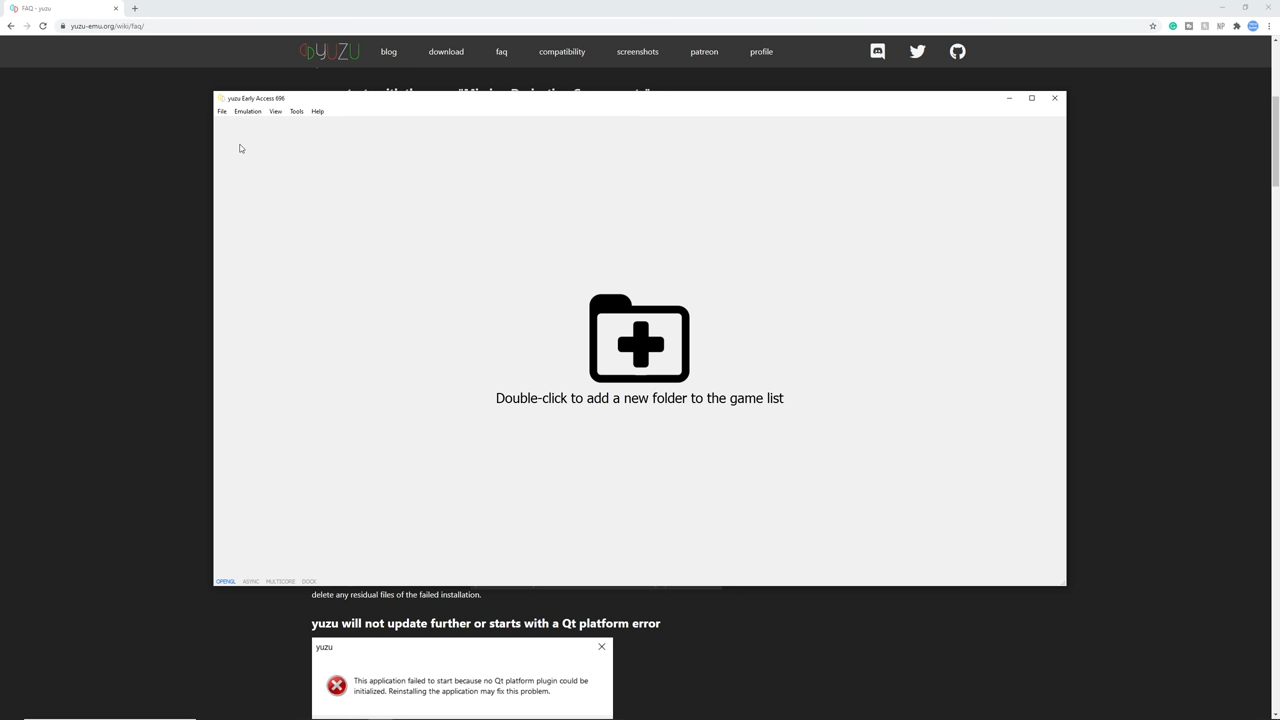 FAQ - yuzu
yuzu-emu.org/wiki/faq/
NP
YUZU
blog
download
faq
compatibility
screenshots
patreon
profile
yuzu Early Access 696
File Emulation View Tools Help
Double-click to add a new folder to the game list
OPENGL ASYNC MULTICORE DOCK
delete any residual files of the failed installation.
yuzu will not update further or starts with a Qt platform error
yuzu
This application failed to start because no Qt platform plugin could be
initialized. Reinstalling the application may fix this problem.